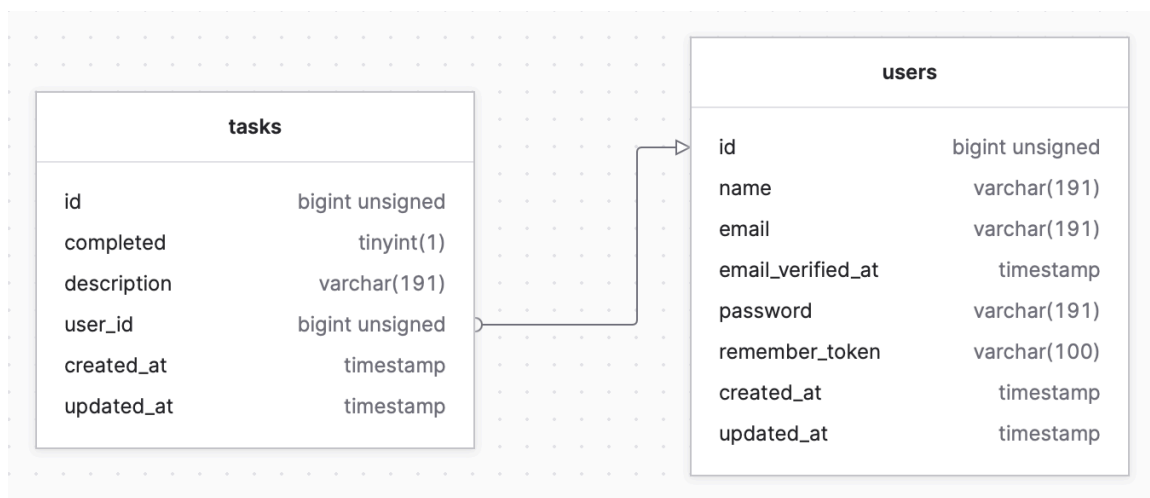 tasks
id bigint unsigned
completed tinyint(1)
description varchar(191)
user_id bigint unsigned
created_at timestamp
updated_at timestamp
users
id bigint unsigned
name varchar(191)
email varchar(191)
email_verified_at timestamp
password varchar(191)
remember_token varchar(100)
created_at timestamp
updated_at timestamp